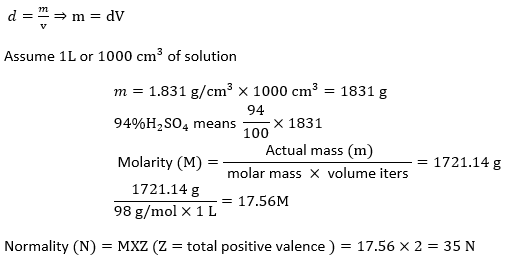 d = m/v ⇒ m = dV
Assume 1L or 1000 cm³ of solution
m = 1.831 g/cm³ × 1000 cm³ = 1831 g
94%H₂SO₄ means 94/100 × 1831
Molarity (M) = Actual mass (m)/molar mass × volume iters = 1721.14 g
1721.14 g/98 g/mol × 1 L = 17.56M
Normality (N) = MXZ (Z = total positive valence ) = 17.56 × 2 = 35 N